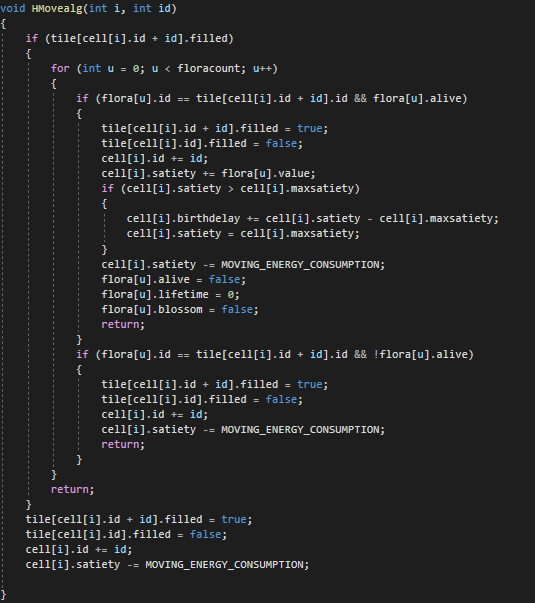 void HMovealg(int i, int id)
{
    if (tile[cell[i].id + id].filled)
    {
        for (int u = 0; u < floracount; u++)
        {
            if (flora[u].id == tile[cell[i].id + id].id && flora[u].alive)
            {
                tile[cell[i].id + id].filled = true;
                tile[cell[i].id].filled = false;
                cell[i].id += id;
                cell[i].satiety += flora[u].value;
                if (cell[i].satiety > cell[i].maxsatiety)
                {
                    cell[i].birthdelay += cell[i].satiety - cell[i].maxsatiety;
                    cell[i].satiety = cell[i].maxsatiety;
                }
                cell[i].satiety -= MOVING_ENERGY_CONSUMPTION;
                flora[u].alive = false;
                flora[u].lifetime = 0;
                flora[u].blossom = false;
                return;
            }
            if (flora[u].id == tile[cell[i].id + id].id && !flora[u].alive)
            {
                tile[cell[i].id + id].filled = true;
                tile[cell[i].id].filled = false;
                cell[i].id += id;
                cell[i].satiety -= MOVING_ENERGY_CONSUMPTION;
                return;
            }
        }
        return;
    }
    tile[cell[i].id + id].filled = true;
    tile[cell[i].id].filled = false;
    cell[i].id += id;
    cell[i].satiety -= MOVING_ENERGY_CONSUMPTION;

}